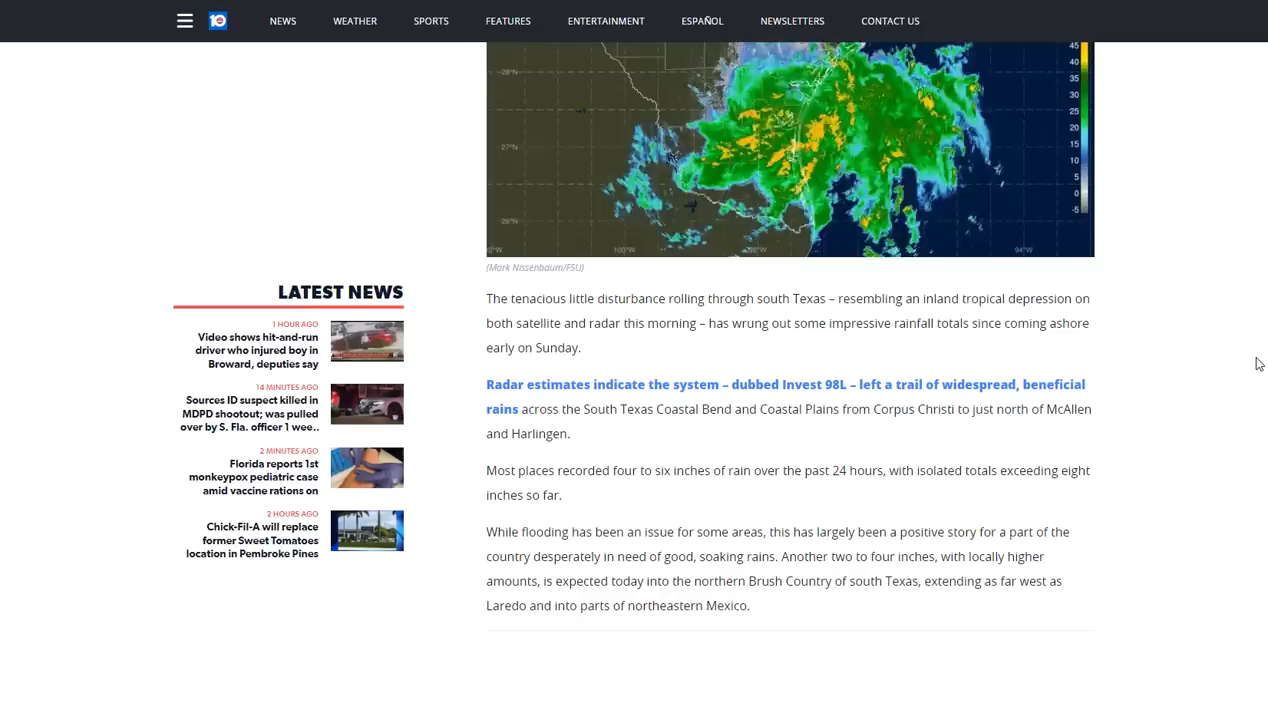 10
NEWS
WEATHER
SPORTS
FEATURES
ENTERTAINMENT
ESPAÑOL
NEWSLETTERS
CONTACT US
28°N
27°N
26°N
100°W
98°W
94°W
45
40
35
30
25
20
15
10
5
0
-5
(Mark Nissenbaum/FSU)
The tenacious little disturbance rolling through south Texas – resembling an inland tropical depression on
both satellite and radar this morning – has wrung out some impressive rainfall totals since coming ashore
early on Sunday.
Radar estimates indicate the system – dubbed Invest 98L – left a trail of widespread, beneficial
rains across the South Texas Coastal Bend and Coastal Plains from Corpus Christi to just north of McAllen
and Harlingen.
Most places recorded four to six inches of rain over the past 24 hours, with isolated totals exceeding eight
inches so far.
While flooding has been an issue for some areas, this has largely been a positive story for a part of the
country desperately in need of good, soaking rains. Another two to four inches, with locally higher
amounts, is expected today into the northern Brush Country of south Texas, extending as far west as
Laredo and into parts of northeastern Mexico.
LATEST NEWS
1 HOUR AGO
Video shows hit-and-run
driver who injured boy in
Broward, deputies say
14 MINUTES AGO
Sources ID suspect killed in
MDPD shootout; was pulled
over by S. Fla. officer 1 wee..
2 MINUTES AGO
Florida reports 1st
monkeypox pediatric case
amid vaccine rations on
2 HOURS AGO
Chick-Fil-A will replace
former Sweet Tomatoes
location in Pembroke Pines